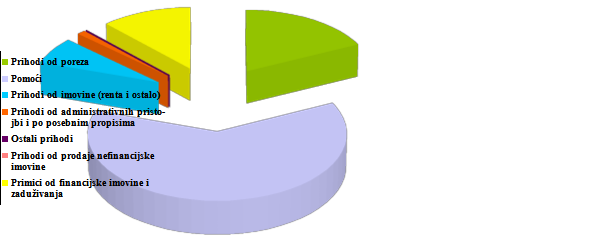 Prihodi od poreza
Pomoći
Prihodi od imovine (renta i ostalo)
Prihodi od administrativnih pristo-
jbi i po posebnim propisima
Ostali prihodi
Prihodi od prodaje nefinancijske
imovine
Primici od financijske imovine i
zaduživanja